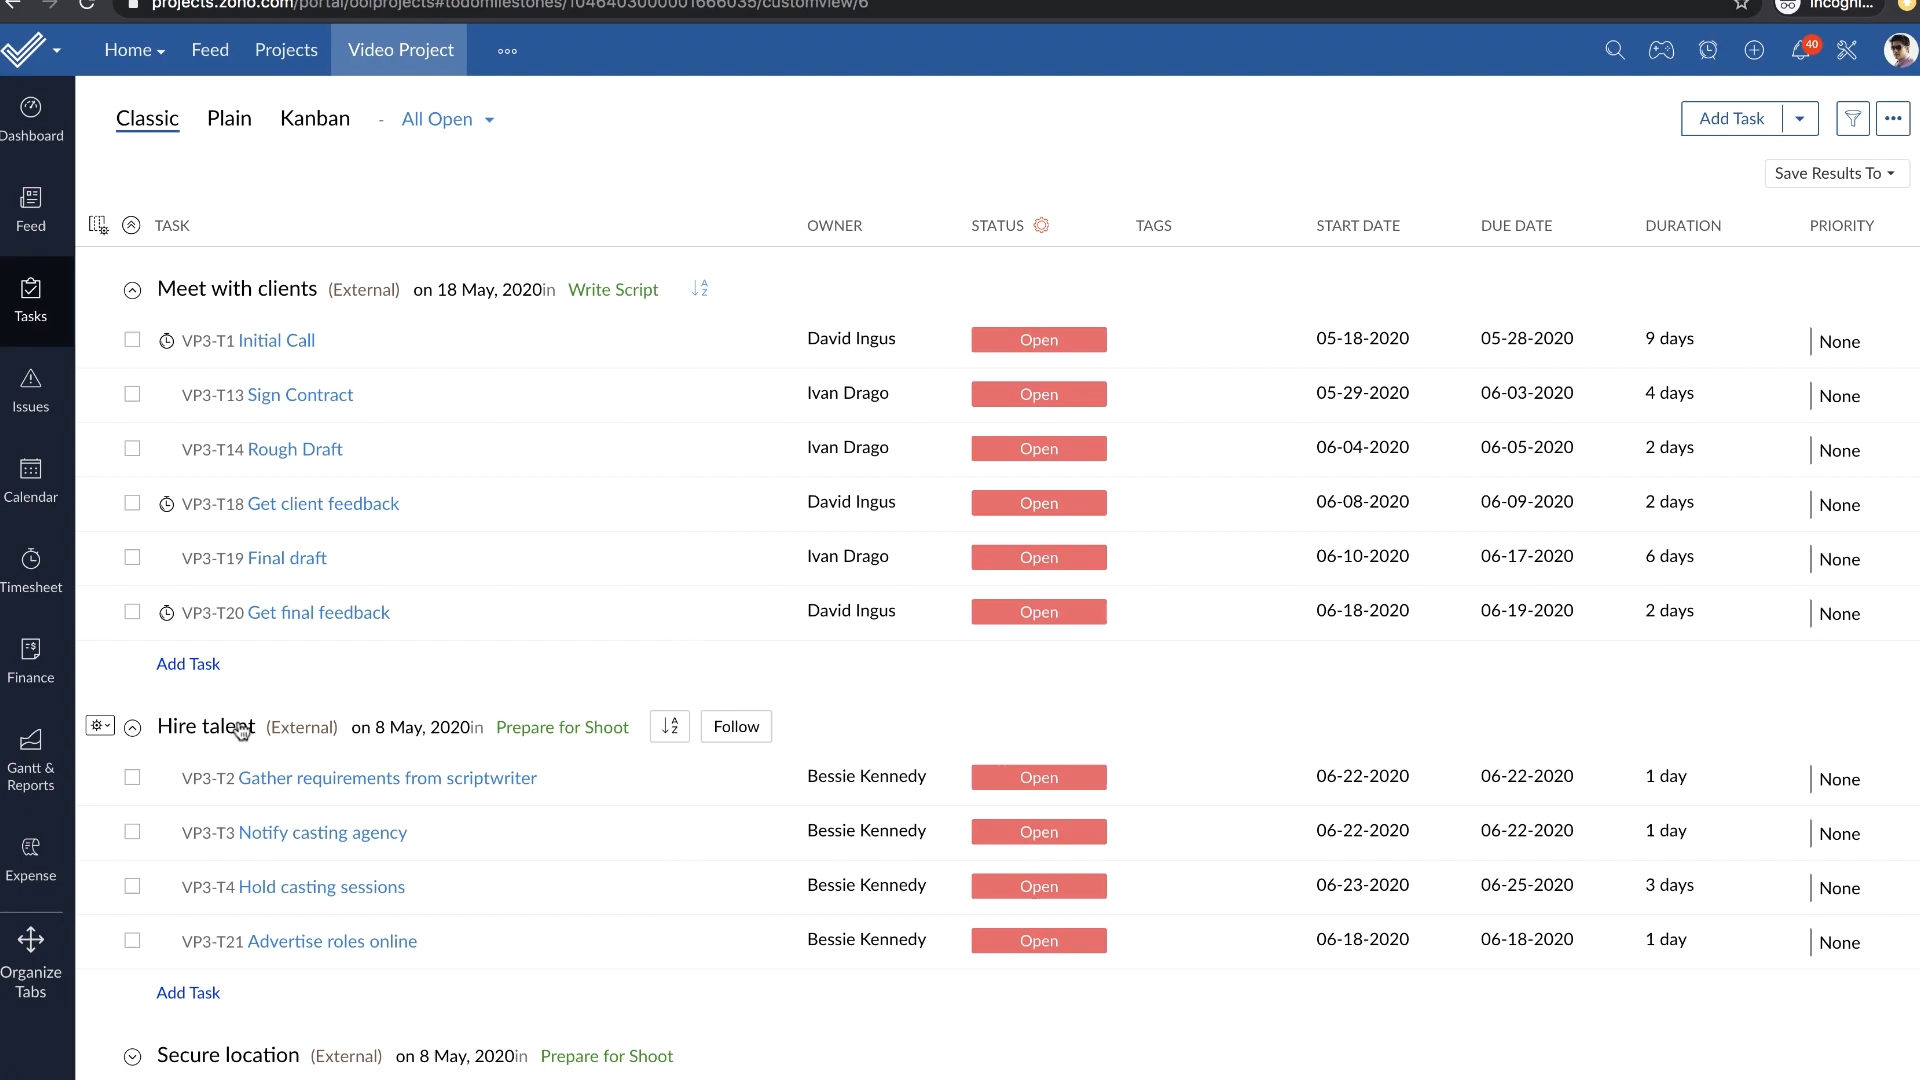 projects.zoho.com/portal/oolprojects#todomilestones/1046403000001666035/customview/6
Incogni...
Home Feed Projects Video Project
40
Dashboard
Feed
Tasks
Issues
Calendar
Timesheet
Finance
Gantt &
Reports
Expense
Organize
Tabs
Classic Plain Kanban - All Open
Add Task
Save Results To
TASK OWNER STATUS TAGS START DATE DUE DATE DURATION PRIORITY
Meet with clients (External) on 18 May, 2020in Write Script
VP3-T1 Initial Call David Ingus Open 05-18-2020 05-28-2020 9 days None
VP3-T13 Sign Contract Ivan Drago Open 05-29-2020 06-03-2020 4 days None
VP3-T14 Rough Draft Ivan Drago Open 06-04-2020 06-05-2020 2 days None
VP3-T18 Get client feedback David Ingus Open 06-08-2020 06-09-2020 2 days None
VP3-T19 Final draft Ivan Drago Open 06-10-2020 06-17-2020 6 days None
VP3-T20 Get final feedback David Ingus Open 06-18-2020 06-19-2020 2 days None
Add Task
Hire talent (External) on 8 May, 2020in Prepare for Shoot Follow
VP3-T2 Gather requirements from scriptwriter Bessie Kennedy Open 06-22-2020 06-22-2020 1 day None
VP3-T3 Notify casting agency Bessie Kennedy Open 06-22-2020 06-22-2020 1 day None
VP3-T4 Hold casting sessions Bessie Kennedy Open 06-23-2020 06-25-2020 3 days None
VP3-T21 Advertise roles online Bessie Kennedy Open 06-18-2020 06-18-2020 1 day None
Add Task
Secure location (External) on 8 May, 2020in Prepare for Shoot